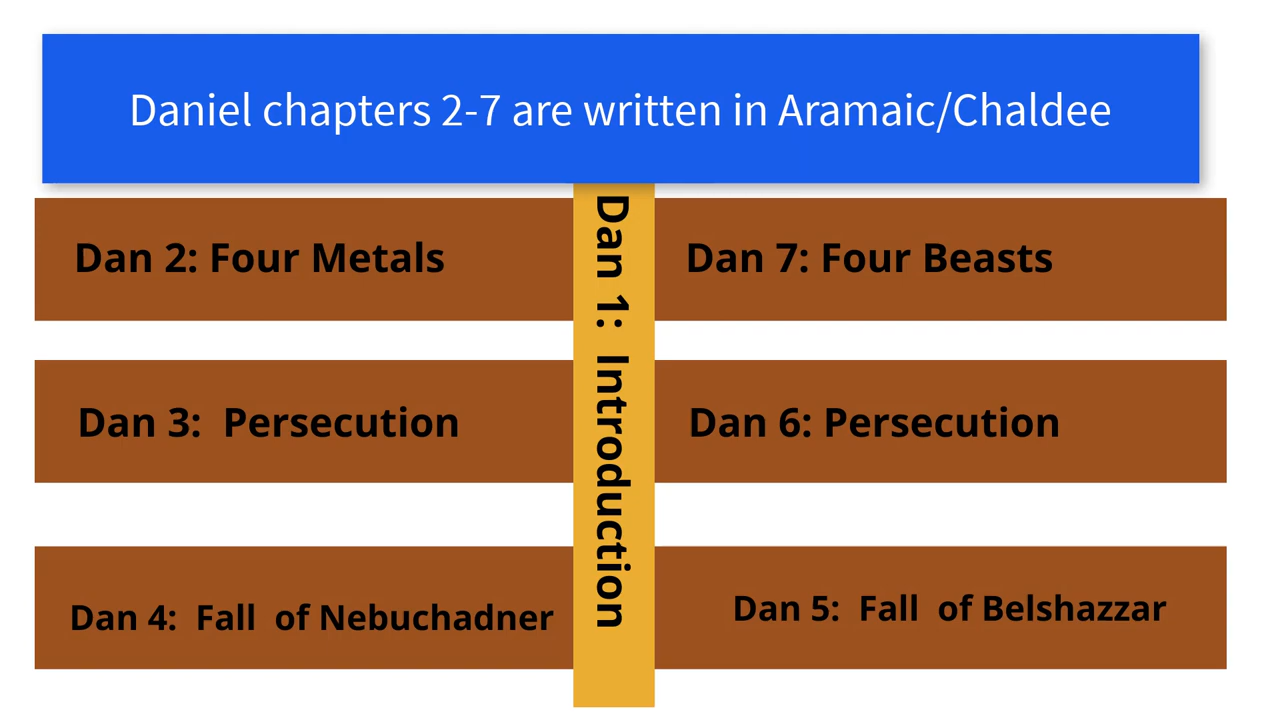 Daniel chapters 2-7 are written in Aramaic/Chaldee
Dan 1: Introduction
Dan 2: Four Metals
Dan 7: Four Beasts
Dan 3: Persecution
Dan 6: Persecution
Dan 4: Fall of Nebuchadner
Dan 5: Fall of Belshazzar